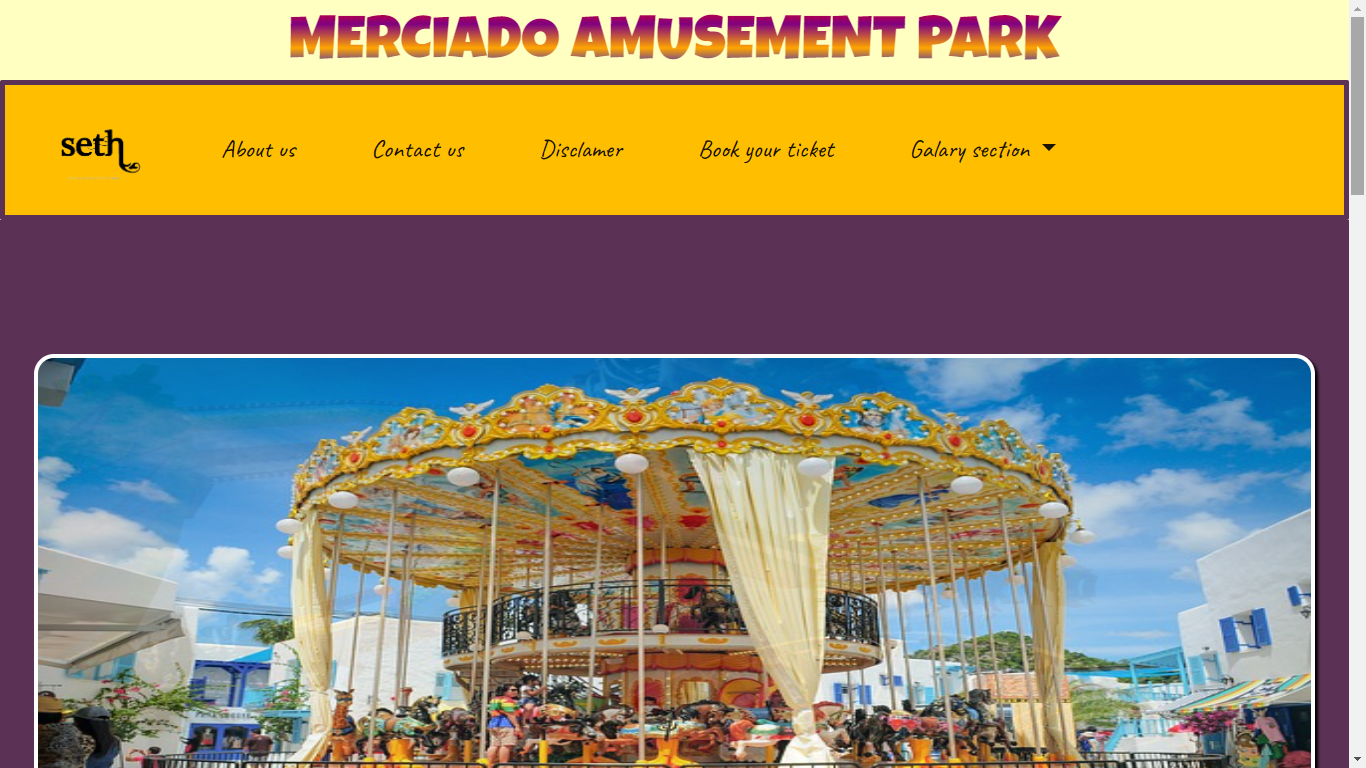 MERCIADO AMUSEMENT PARK
seth
About us
Contact us
Disclamer
Book your ticket
Galary section